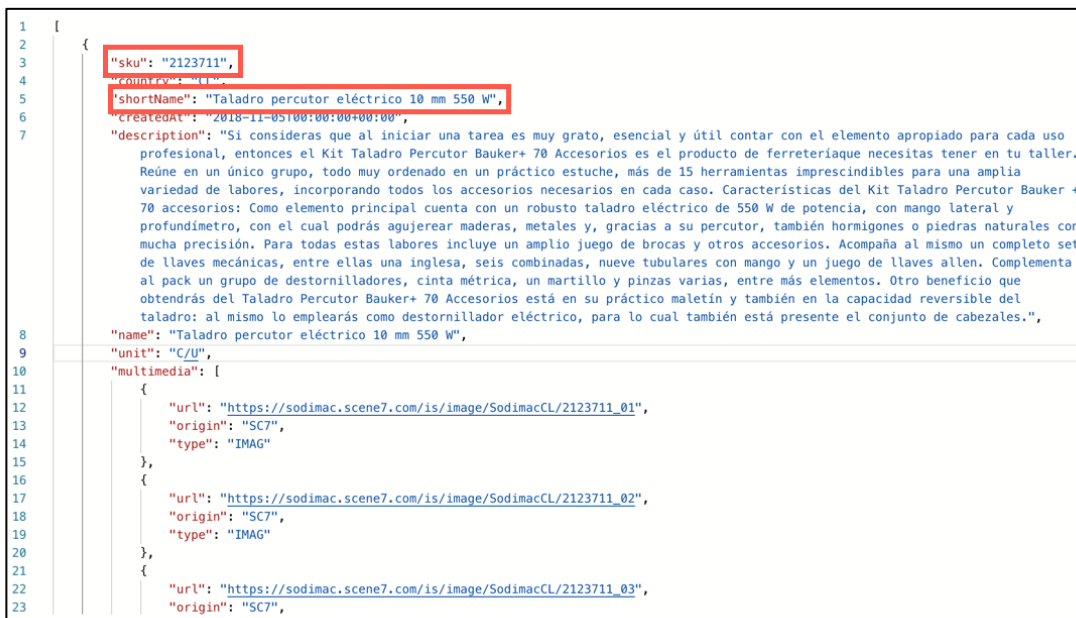 1 [
2 {
3 "sku": "2123711",
4 "country": "CL",
5 "shortName": "Taladro percutor eléctrico 10 mm 550 W",
6 "createdAt": "2018-11-05T00:00:00+00:00",
7 "description": "Si consideras que al iniciar una tarea es muy grato, esencial y útil contar con el elemento apropiado para cada uso
profesional, entonces el Kit Taladro Percutor Bauker+ 70 Accesorios es el producto de ferreteríaque necesitas tener en tu taller.
Reúne en un único grupo, todo muy ordenado en un práctico estuche, más de 15 herramientas imprescindibles para una amplia
variedad de labores, incorporando todos los accesorios necesarios en cada caso. Características del Kit Taladro Percutor Bauker +
70 accesorios: Como elemento principal cuenta con un robusto taladro eléctrico de 550 W de potencia, con mango lateral y
profundímetro, con el cual podrás agujerear maderas, metales y, gracias a su percutor, también hormigones o piedras naturales con
mucha precisión. Para todas estas labores incluye un amplio juego de brocas y otros accesorios. Acompaña al mismo un completo set
de llaves mecánicas, entre ellas una inglesa, seis combinadas, nueve tubulares con mango y un juego de llaves allen. Complementa
al pack un grupo de destornilladores, cinta métrica, un martillo y pinzas varias, entre más elementos. Otro beneficio que
obtendrás del Taladro Percutor Bauker+ 70 Accesorios está en su práctico maletín y también en la capacidad reversible del
taladro: al mismo lo emplearás como destornillador eléctrico, para lo cual también está presente el conjunto de cabezales.",
8 "name": "Taladro percutor eléctrico 10 mm 550 W",
9 "unit": "C/U",
10 "multimedia": [
11 {
12 "url": "https://sodimac.scene7.com/is/image/SodimacCL/2123711_01",
13 "origin": "SC7",
14 "type": "IMAG"
15 },
16 {
17 "url": "https://sodimac.scene7.com/is/image/SodimacCL/2123711_02",
18 "origin": "SC7",
19 "type": "IMAG"
20 },
21 {
22 "url": "https://sodimac.scene7.com/is/image/SodimacCL/2123711_03",
23 "origin": "SC7",